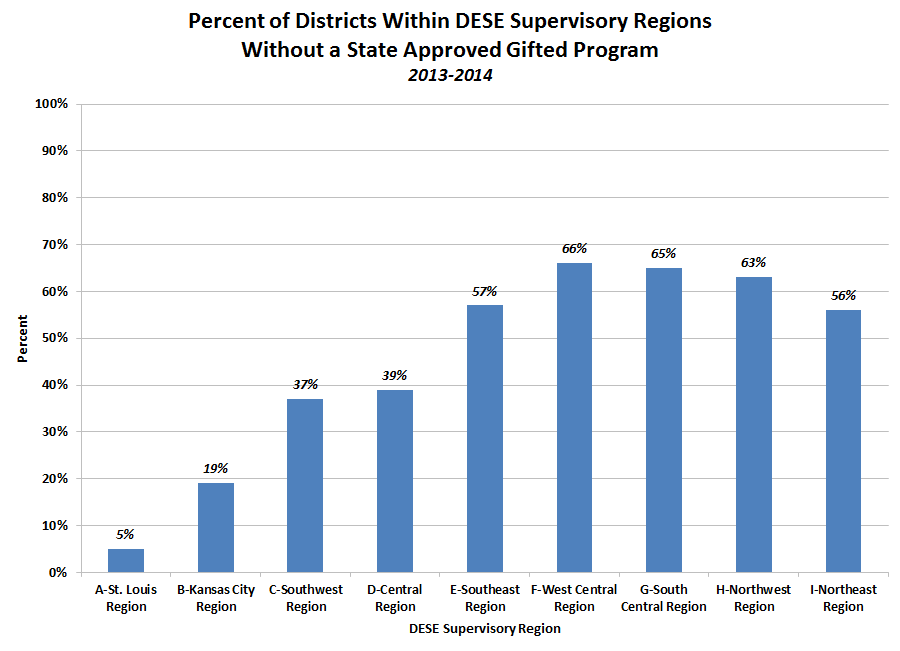 Percent of Districts Within DESE Supervisory Regions
Without a State Approved Gifted Program
2013-2014
100%
90%
80%
70%
60%
50%
40%
30%
20%
10%
0%
Percent
5%
19%
37%
39%
57%
66%
65%
63%
56%
A-St. Louis
Region
B-Kansas City
Region
C-Southwest
Region
D-Central
Region
E-Southeast
Region
F-West Central
Region
G-South
Central Region
H-Northwest
Region
I-Northeast
Region
DESE Supervisory Region